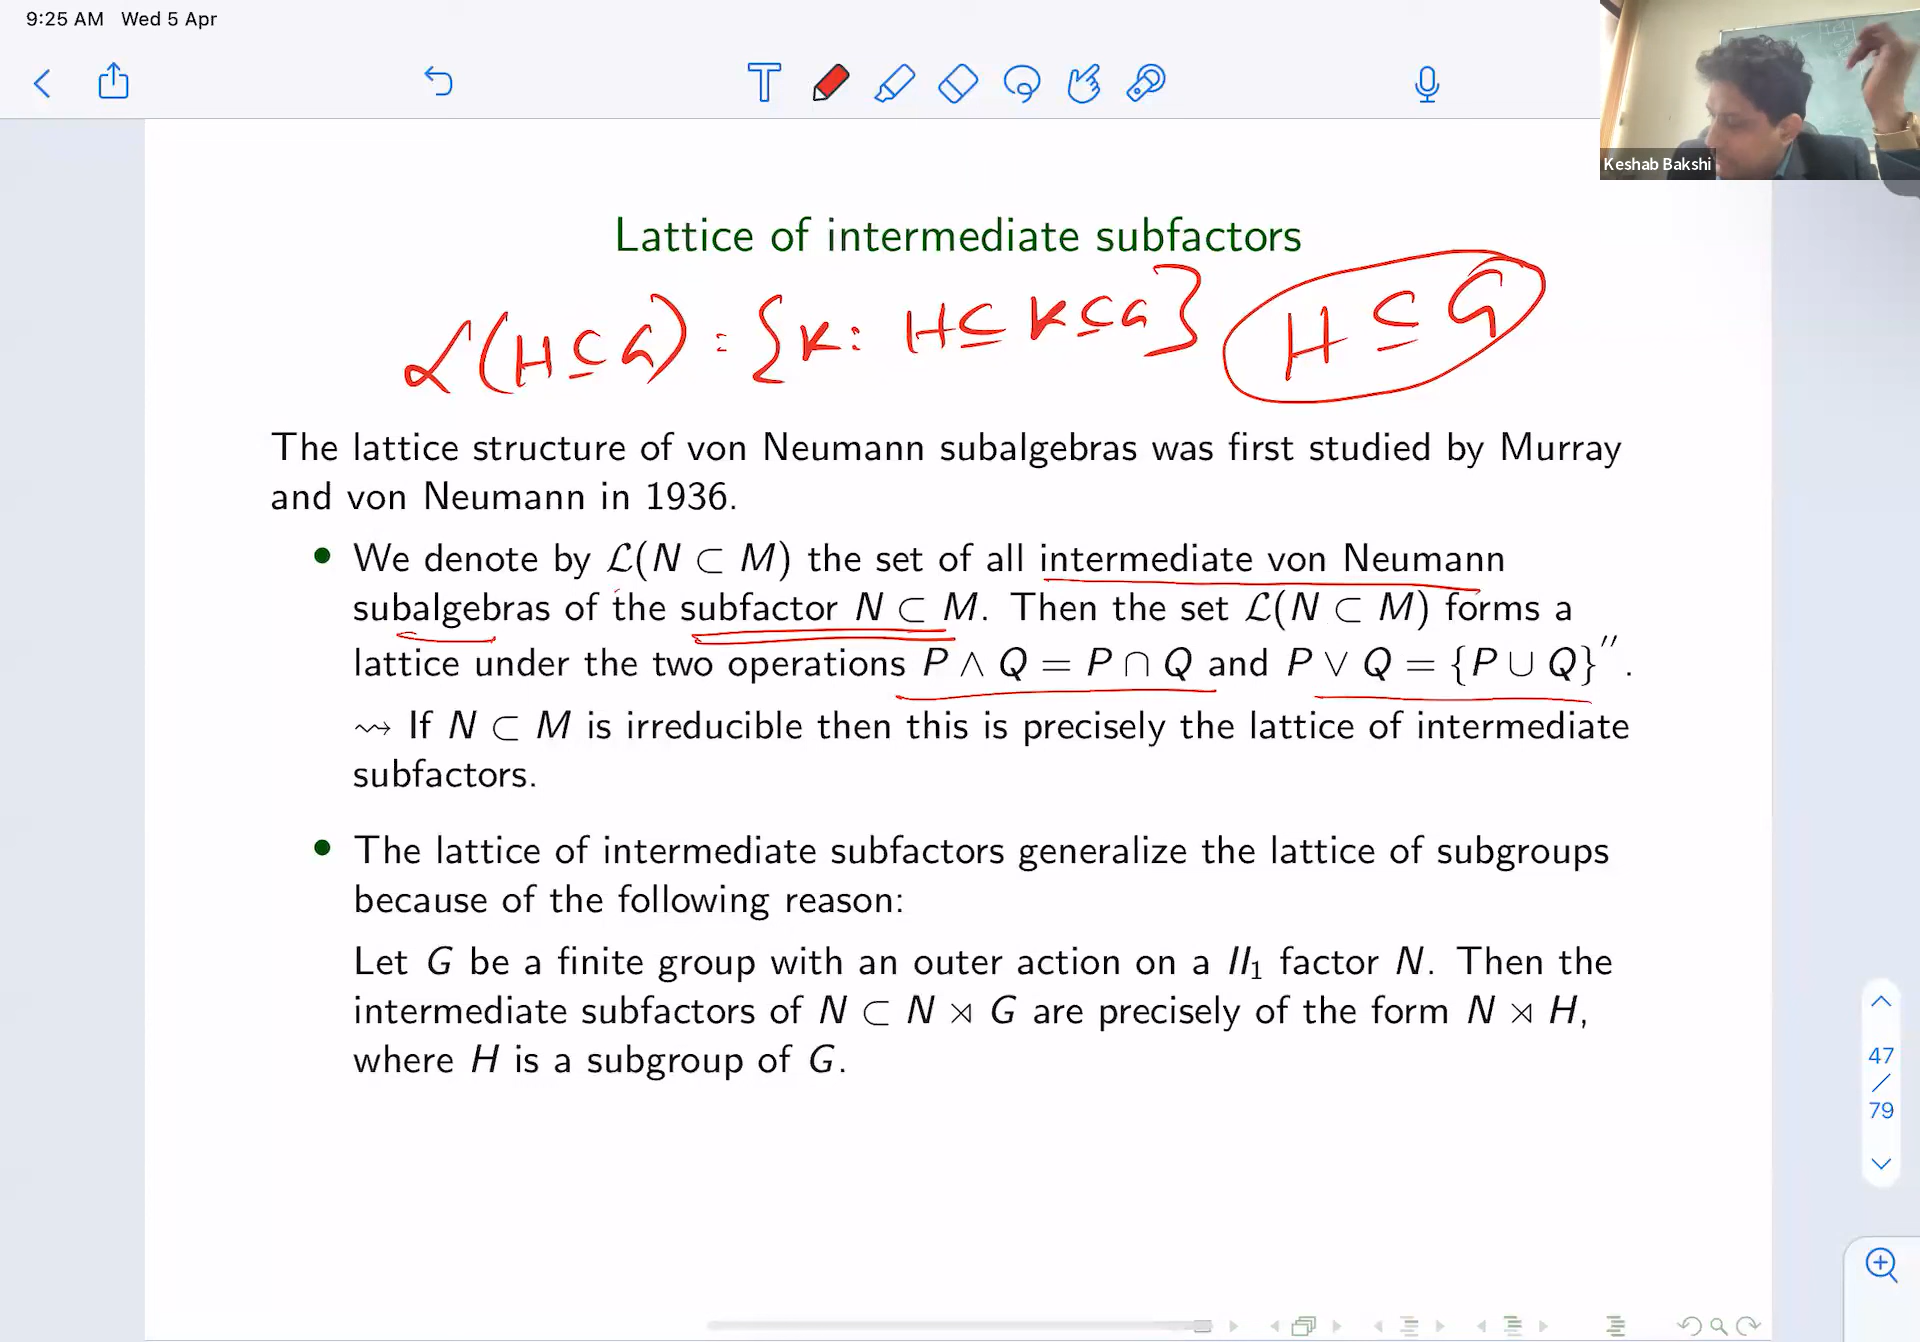 9:25 AM Wed 5 Apr
Keshab Bakshi
Lattice of intermediate subfactors
ℒ(H ⊆ G) : {K : H ⊆ K ⊆ G} H ⊆ G
The lattice structure of von Neumann subalgebras was first studied by Murray
and von Neumann in 1936.
• We denote by ℒ(N ⊂ M) the set of all intermediate von Neumann
subalgebras of the subfactor N ⊂ M. Then the set ℒ(N ⊂ M) forms a
lattice under the two operations P ∧ Q = P ∩ Q and P ∨ Q = {P ∪ Q}″.
⇝ If N ⊂ M is irreducible then this is precisely the lattice of intermediate
subfactors.
• The lattice of intermediate subfactors generalize the lattice of subgroups
because of the following reason:
Let G be a finite group with an outer action on a II₁ factor N. Then the
intermediate subfactors of N ⊂ N ⋊ G are precisely of the form N ⋊ H,
where H is a subgroup of G.
47
/
79